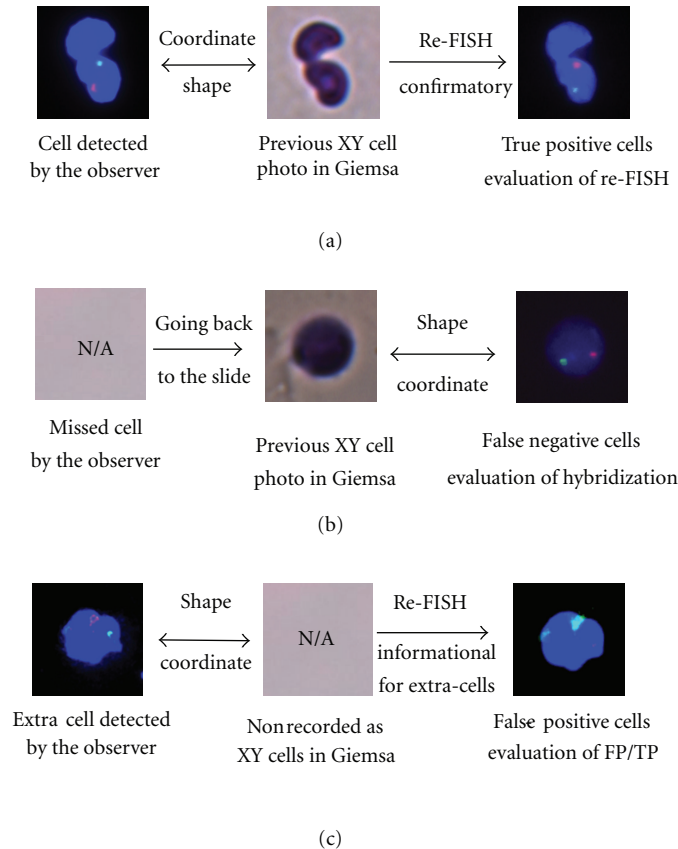 Coordinate
shape
Re-FISH
confirmatory
Cell detected
by the observer
Previous XY cell
photo in Giemsa
True positive cells
evaluation of re-FISH
(a)
N/A
Going back
to the slide
Shape
coordinate
Missed cell
by the observer
Previous XY cell
photo in Giemsa
False negative cells
evaluation of hybridization
(b)
Shape
coordinate
N/A
Re-FISH
informational
for extra-cells
Extra cell detected
by the observer
Non recorded as
XY cells in Giemsa
False positive cells
evaluation of FP/TP
(c)